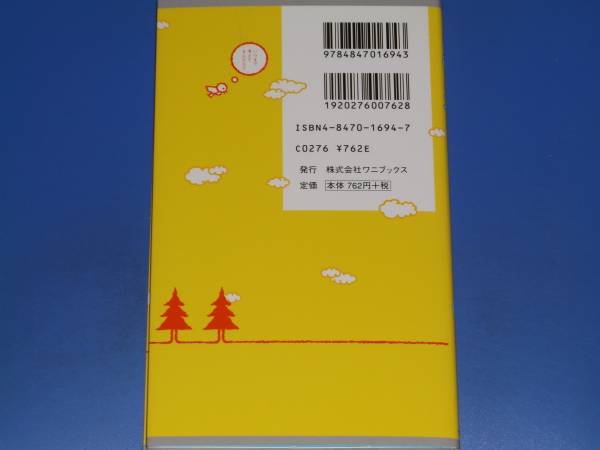 9784847016943
1920276007628
ISBN4-8470-1694-7
C0276 ¥762E
発行 株式会社ワニブックス
定価 本体 762円+税